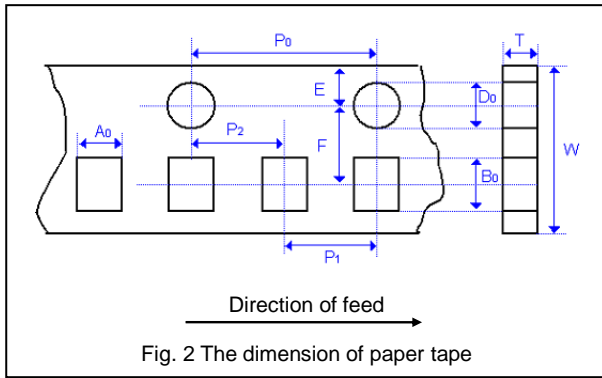 P₀ T
E D₀
A₀ P₂ F W
B₀
P₁
Direction of feed
Fig. 2 The dimension of paper tape